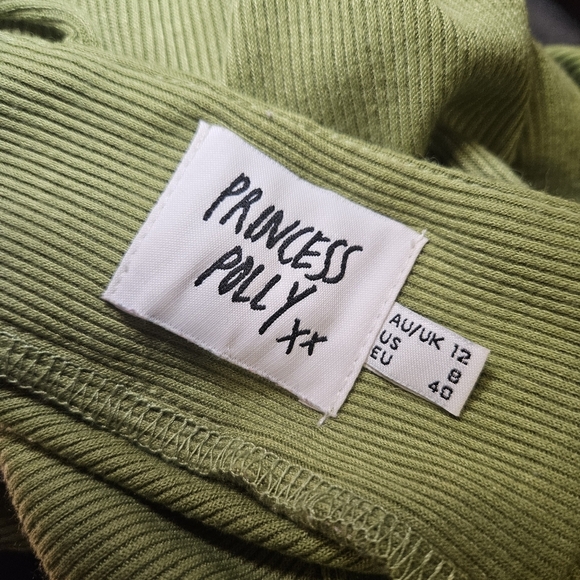 PRINCESS
POLLY xx
AU/UK 12
US 8
EU 40